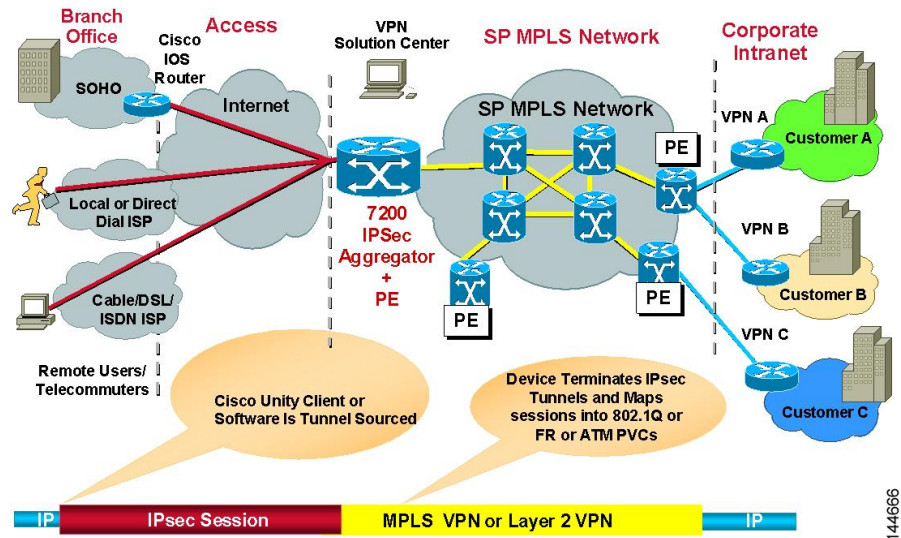 Branch
Office
Cisco
IOS
Router
Access
VPN
Solution Center
SP MPLS Network
Corporate
Intranet
SOHO
Internet
SP MPLS Network
VPN A
Customer A
PE
Local or Direct
Dial ISP
7200
IPSec
Aggregator
+
PE
VPN B
Customer B
Cable/DSL/
ISDN ISP
PE
PE
VPN C
Customer C
Remote Users/
Telecommuters
Cisco Unity Client or
Software Is Tunnel Sourced
Device Terminates IPsec
Tunnels and Maps
sessions into 802.1Q or
FR or ATM PVCs
IP
IPsec Session
MPLS VPN or Layer 2 VPN
IP
144666